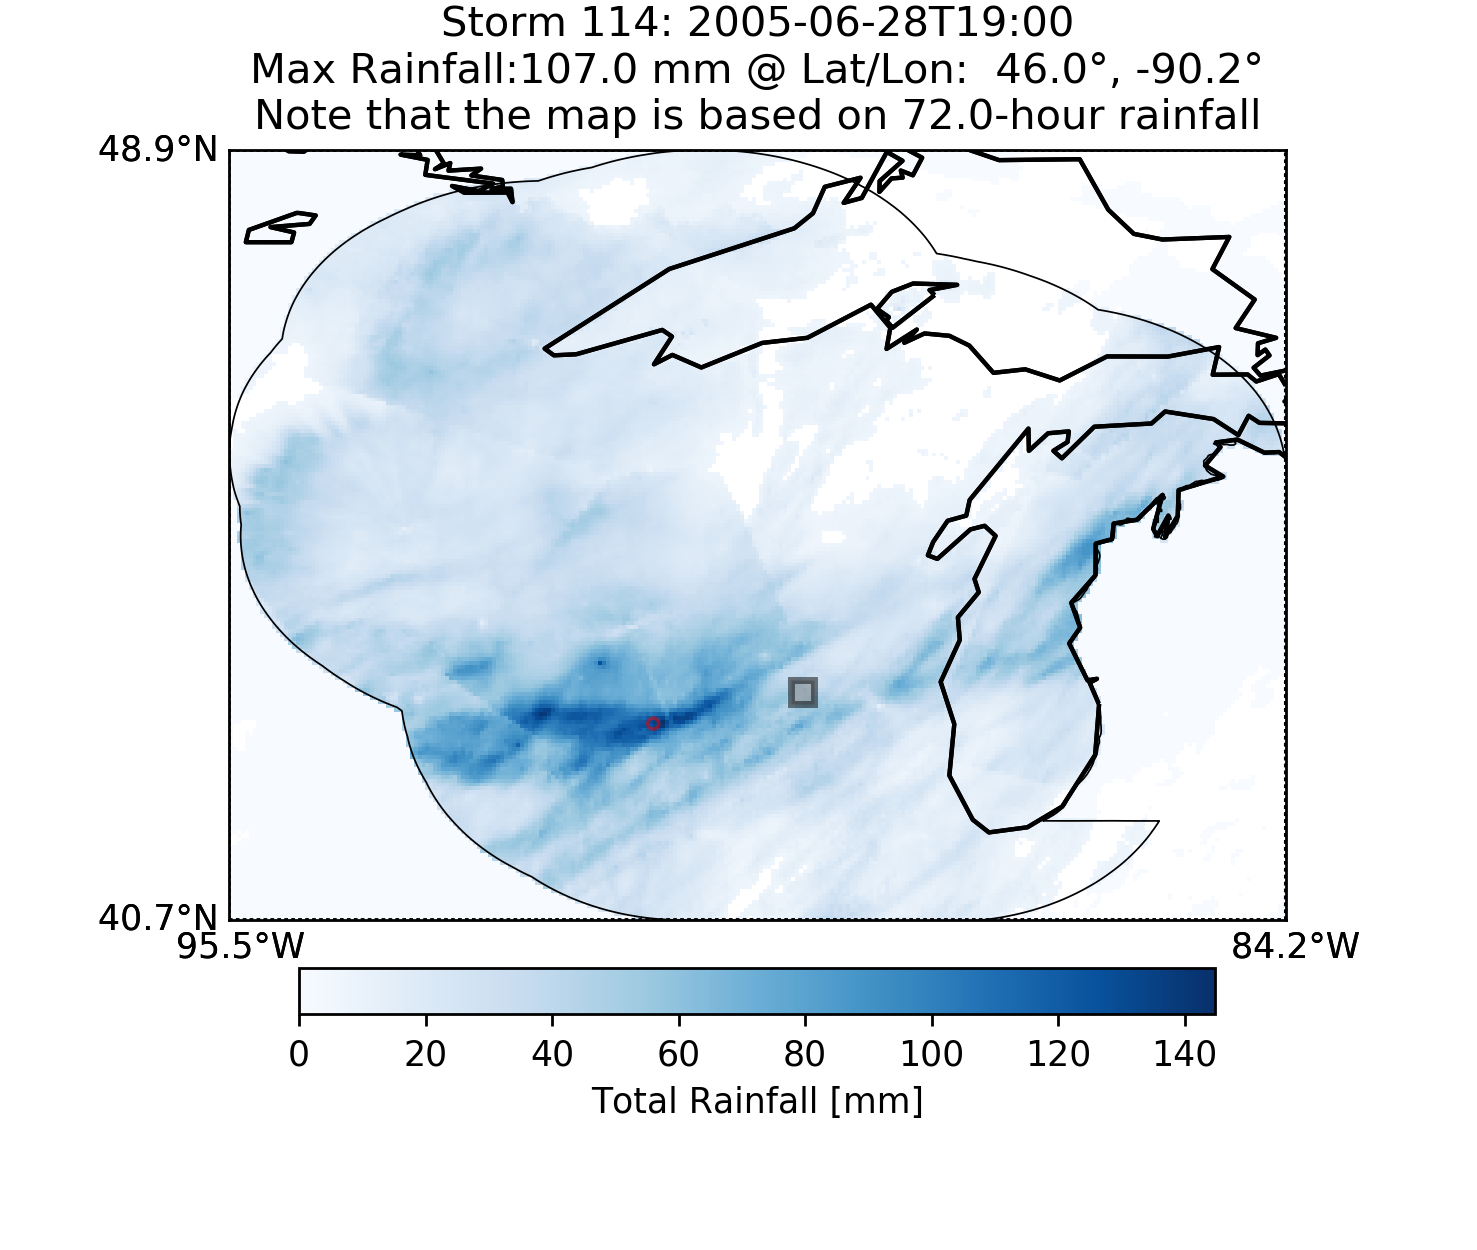 Storm 114: 2005-06-28T19:00
Max Rainfall:107.0 mm @ Lat/Lon:  46.0°, -90.2°
Note that the map is based on 72.0-hour rainfall
48.9°N
40.7°N
95.5°W 84.2°W
0 20 40 60 80 100 120 140
Total Rainfall [mm]